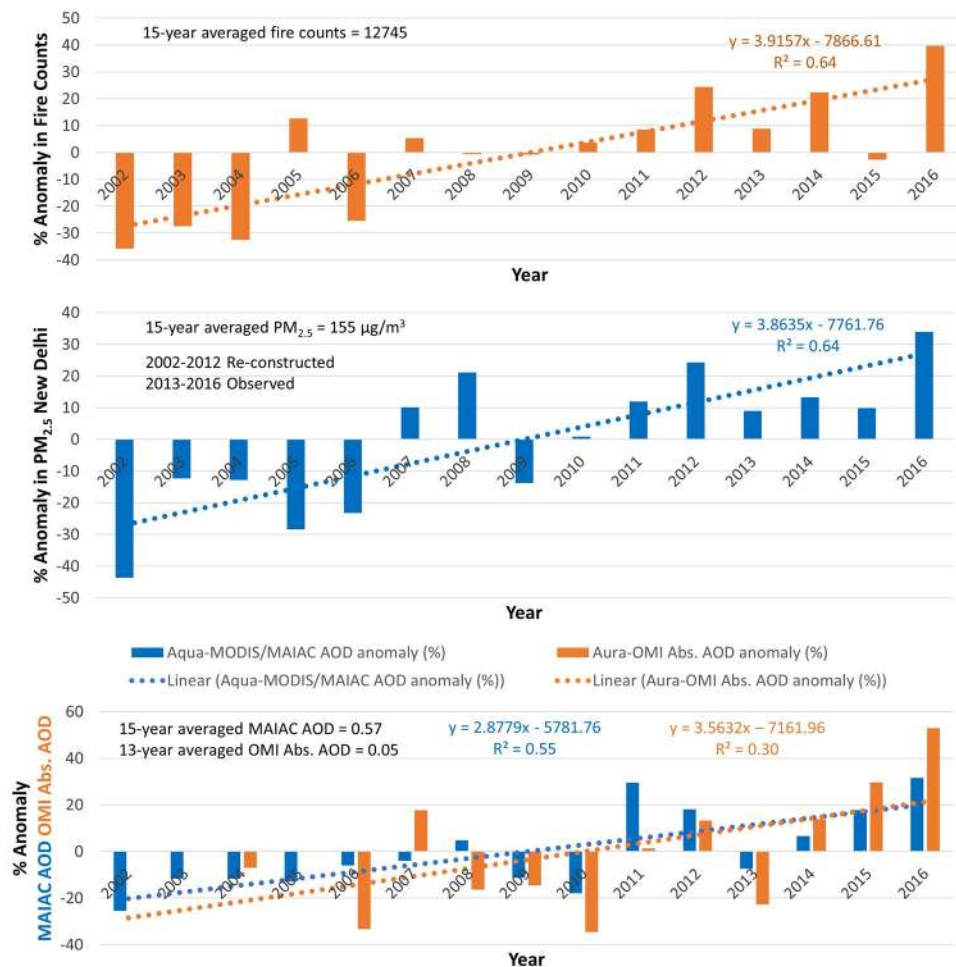 50
40
30
20
10
0
-10
-20
-30
-40
% Anomaly in Fire Counts
15-year averaged fire counts = 12745
y = 3.9157x - 7866.61
R² = 0.64
2002 2003 2004 2005 2006 2007 2008 2009 2010 2011 2012 2013 2014 2015 2016
Year
40
30
20
10
0
-10
-20
-30
-40
-50
% Anomaly in PM2.5 New Delhi
15-year averaged PM2.5 = 155 µg/m³
2002-2012 Re-constructed
2013-2016 Observed
y = 3.8635x - 7761.76
R² = 0.64
2002 2003 2004 2005 2006 2007 2008 2009 2010 2011 2012 2013 2014 2015 2016
Year
Aqua-MODIS/MAIAC AOD anomaly (%) Aura-OMI Abs. AOD anomaly (%)
Linear (Aqua-MODIS/MAIAC AOD anomaly (%)) Linear (Aura-OMI Abs. AOD anomaly (%))
60
40
20
0
-20
-40
% Anomaly
MAIAC AOD OMI Abs. AOD
15-year averaged MAIAC AOD = 0.57
13-year averaged OMI Abs. AOD = 0.05
y = 2.8779x - 5781.76
R² = 0.55
y = 3.5632x – 7161.96
R² = 0.30
2002 2003 2004 2005 2006 2007 2008 2009 2010 2011 2012 2013 2014 2015 2016
Year